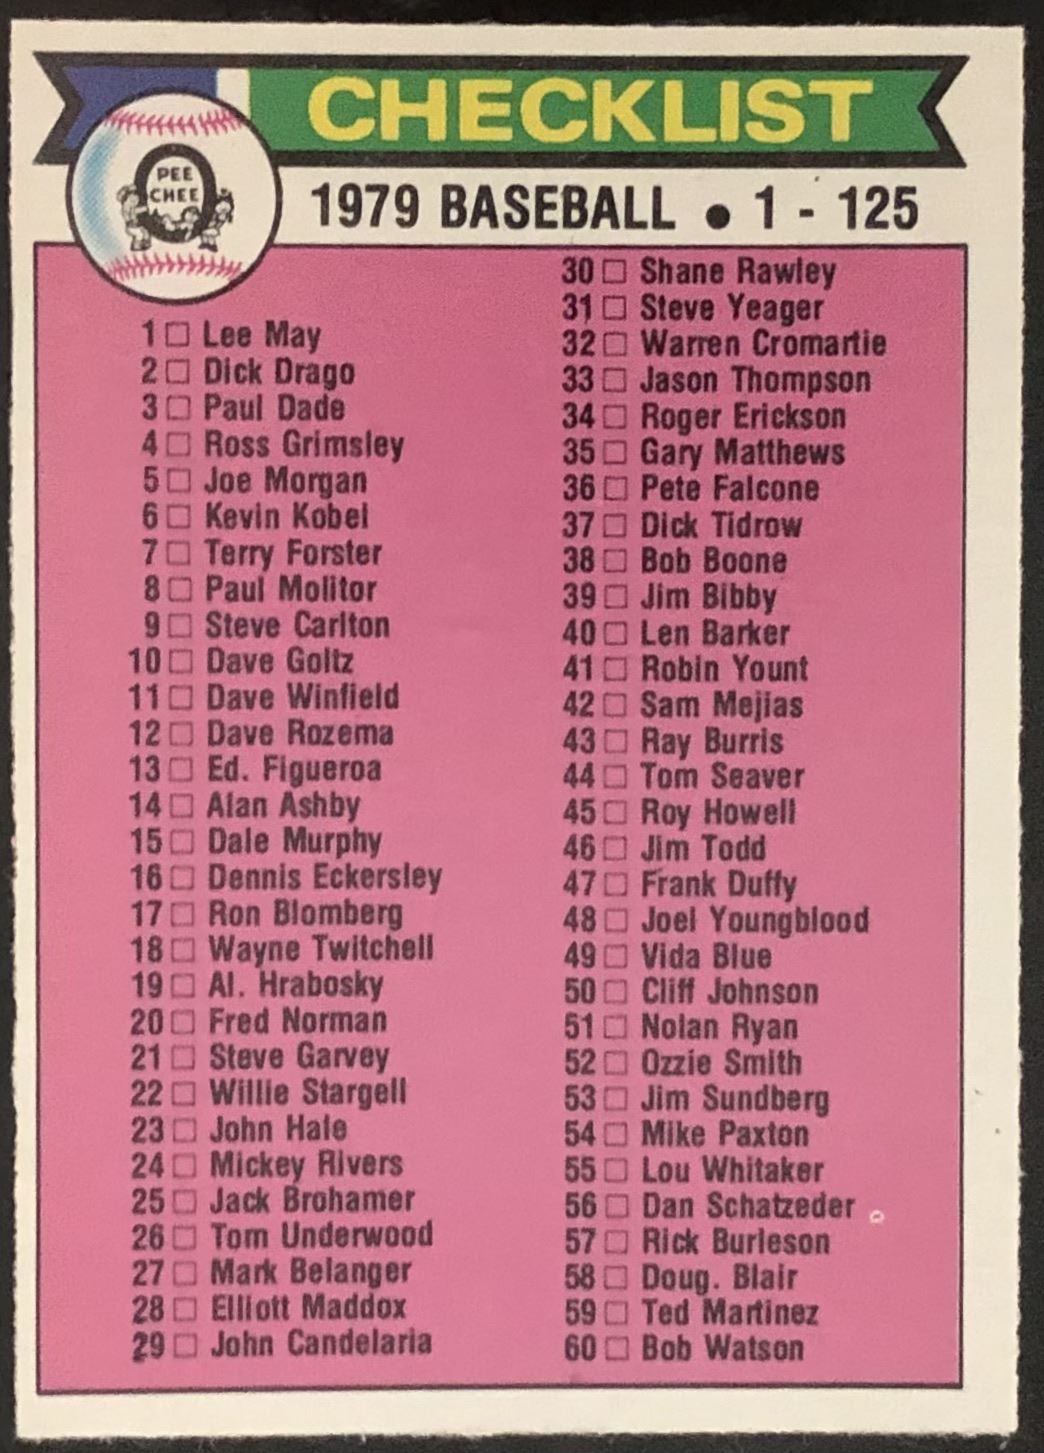 CHECKLIST
PEE
CHEE
1979 BASEBALL • 1 - 125
1 □ Lee May
2 □ Dick Drago
3 □ Paul Dade
4 □ Ross Grimsley
5 □ Joe Morgan
6 □ Kevin Kobel
7 □ Terry Forster
8 □ Paul Molitor
9 □ Steve Carlton
10 □ Dave Goltz
11 □ Dave Winfield
12 □ Dave Rozema
13 □ Ed. Figueroa
14 □ Alan Ashby
15 □ Dale Murphy
16 □ Dennis Eckersley
17 □ Ron Blomberg
18 □ Wayne Twitchell
19 □ Al. Hrabosky
20 □ Fred Norman
21 □ Steve Garvey
22 □ Willie Stargell
23 □ John Hale
24 □ Mickey Rivers
25 □ Jack Brohamer
26 □ Tom Underwood
27 □ Mark Belanger
28 □ Elliott Maddox
29 □ John Candelaria
30 □ Shane Rawley
31 □ Steve Yeager
32 □ Warren Cromartie
33 □ Jason Thompson
34 □ Roger Erickson
35 □ Gary Matthews
36 □ Pete Falcone
37 □ Dick Tidrow
38 □ Bob Boone
39 □ Jim Bibby
40 □ Len Barker
41 □ Robin Yount
42 □ Sam Mejias
43 □ Ray Burris
44 □ Tom Seaver
45 □ Roy Howell
46 □ Jim Todd
47 □ Frank Duffy
48 □ Joel Youngblood
49 □ Vida Blue
50 □ Cliff Johnson
51 □ Nolan Ryan
52 □ Ozzie Smith
53 □ Jim Sundberg
54 □ Mike Paxton
55 □ Lou Whitaker
56 □ Dan Schatzeder
57 □ Rick Burleson
58 □ Doug. Blair
59 □ Ted Martinez
60 □ Bob Watson